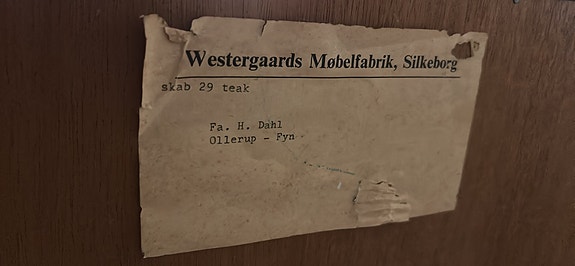 Westergaards Møbelfabrik, Silkeborg
skab 29 teak
Fa. H. Dahl
Ollerup - Fyn